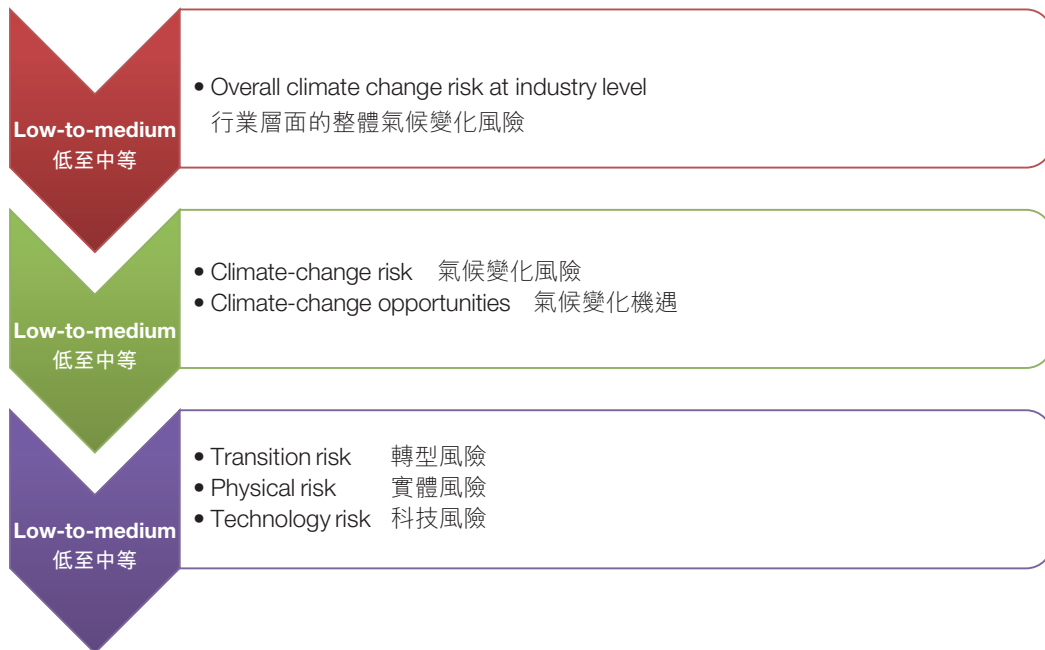 Low-to-medium
低至中等
• Overall climate change risk at industry level
行業層面的整體氣候變化風險
Low-to-medium
低至中等
• Climate-change risk 氣候變化風險
• Climate-change opportunities 氣候變化機遇
Low-to-medium
低至中等
• Transition risk 轉型風險
• Physical risk 實體風險
• Technology risk 科技風險